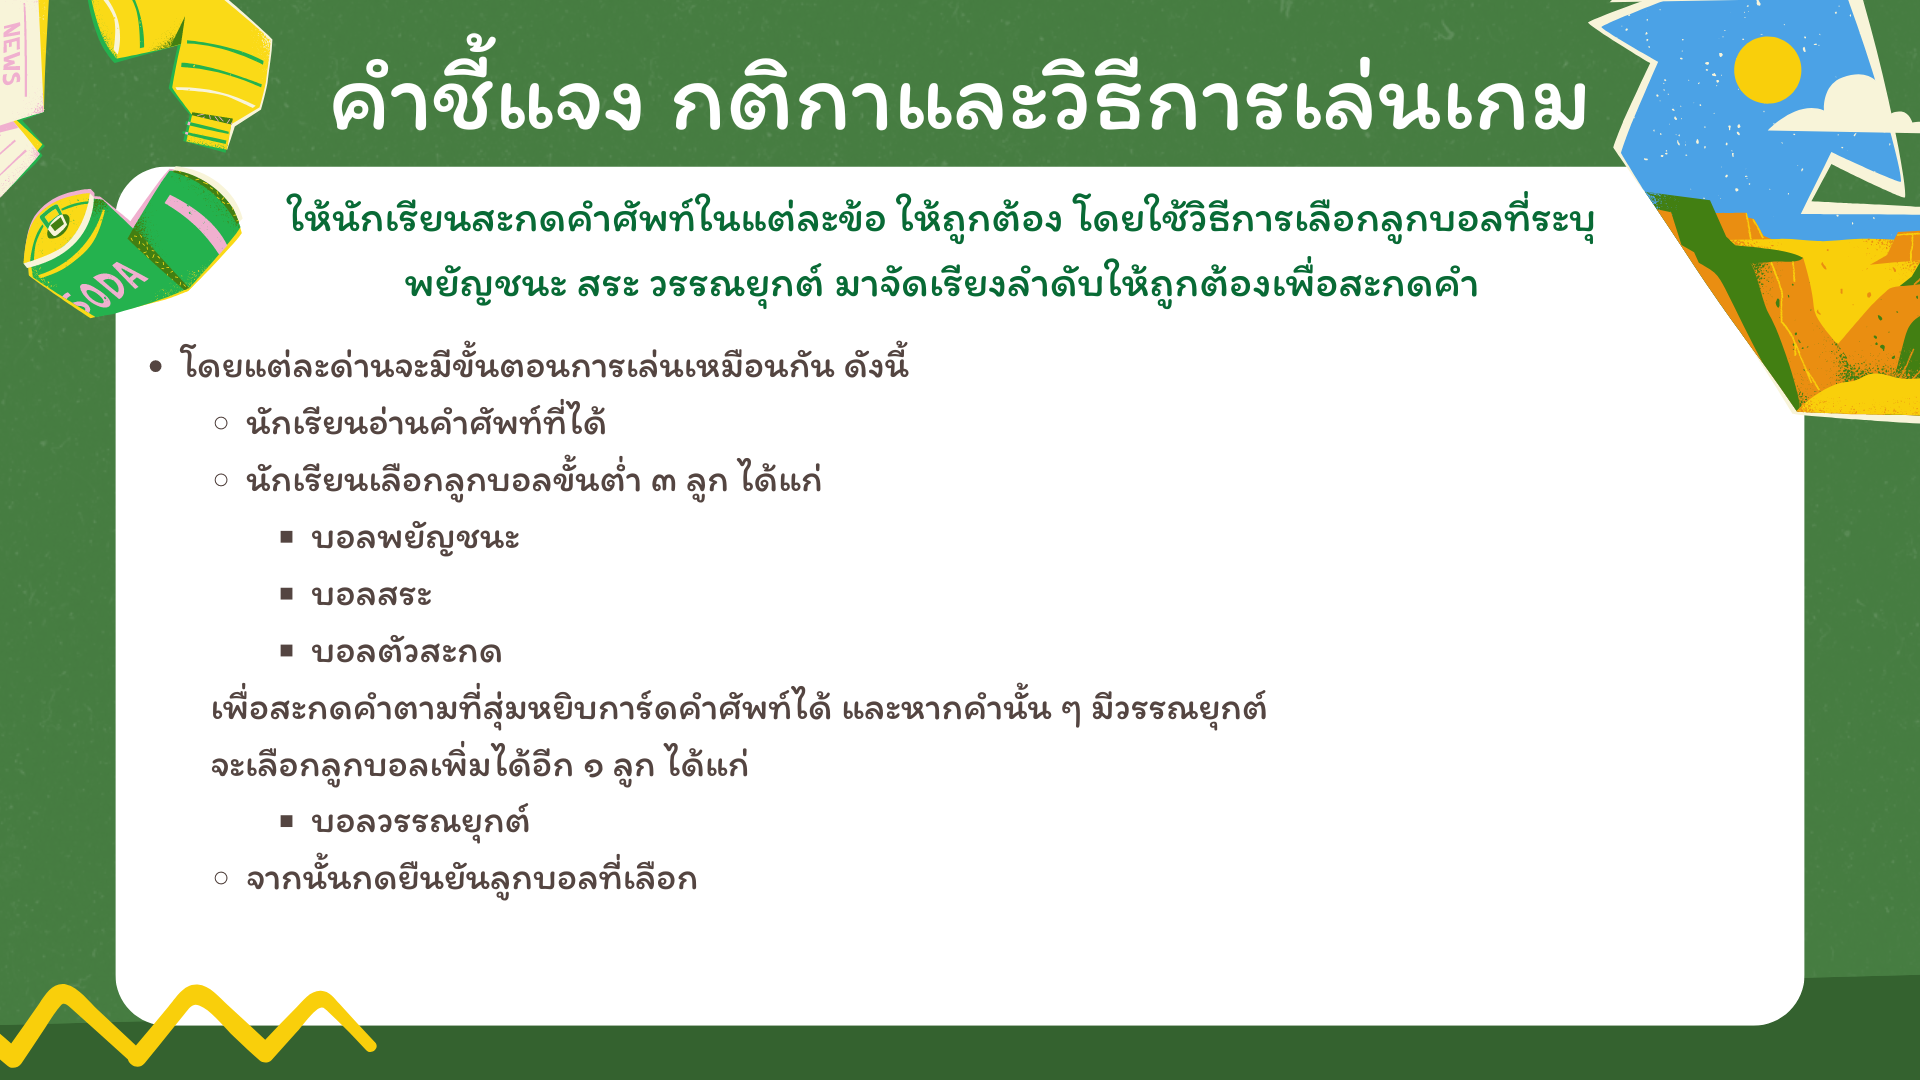 NEWS
คำชี้แจง กติกาและวิธีการเล่นเกม
SODA
ให้นักเรียนสะกดคำศัพท์ในแต่ละข้อ ให้ถูกต้อง โดยใช้วิธีการเลือกลูกบอลที่ระบุ
พยัญชนะ สระ วรรณยุกต์ มาจัดเรียงลำดับให้ถูกต้องเพื่อสะกดคำ
• โดยแต่ละด่านจะมีขั้นตอนการเล่นเหมือนกัน ดังนี้
○ นักเรียนอ่านคำศัพท์ที่ได้
○ นักเรียนเลือกลูกบอลขั้นต่ำ ๓ ลูก ได้แก่
▪ บอลพยัญชนะ
▪ บอลสระ
▪ บอลตัวสะกด
เพื่อสะกดคำตามที่สุ่มหยิบการ์ดคำศัพท์ได้ และหากคำนั้น ๆ มีวรรณยุกต์
จะเลือกลูกบอลเพิ่มได้อีก ๑ ลูก ได้แก่
▪ บอลวรรณยุกต์
○ จากนั้นกดยืนยันลูกบอลที่เลือก